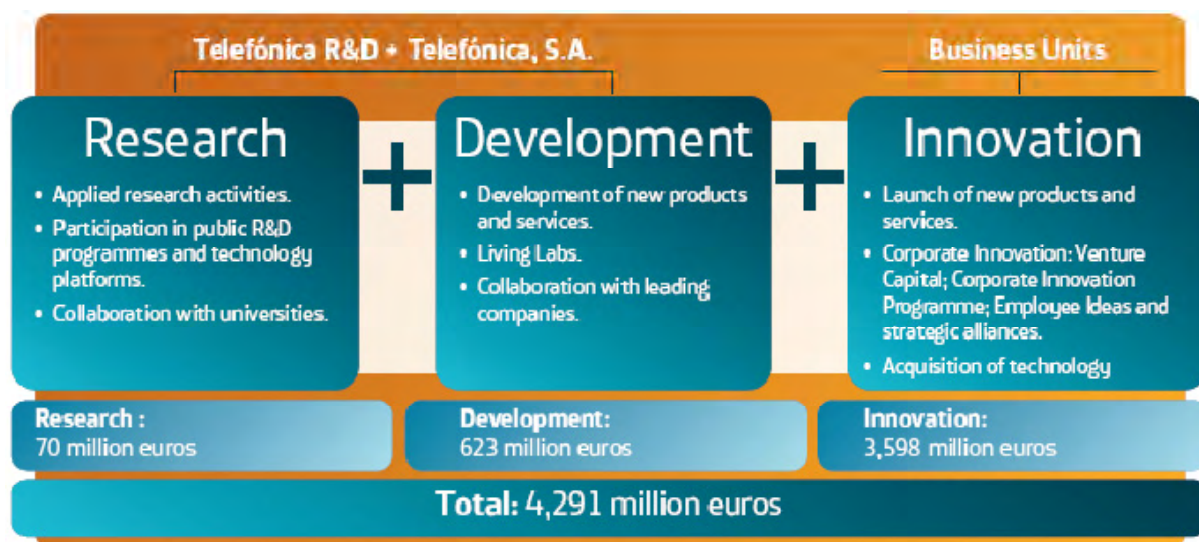 Telefónica R&D + Telefónica, S.A.
Business Units
Research
• Applied research activities.
• Participation in public R&D
programmes and technology
platforms.
• Collaboration with universities.
+
Development
• Development of new products
and services.
• Living Labs.
• Collaboration with leading
companies.
+
Innovation
• Launch of new products and
services.
• Corporate Innovation: Venture
Capital; Corporate Innovation
Programme; Employee Ideas and
strategic alliances.
• Acquisition of technology
Research :
70 million euros
Development:
623 million euros
Innovation:
3,598 million euros
Total: 4,291 million euros